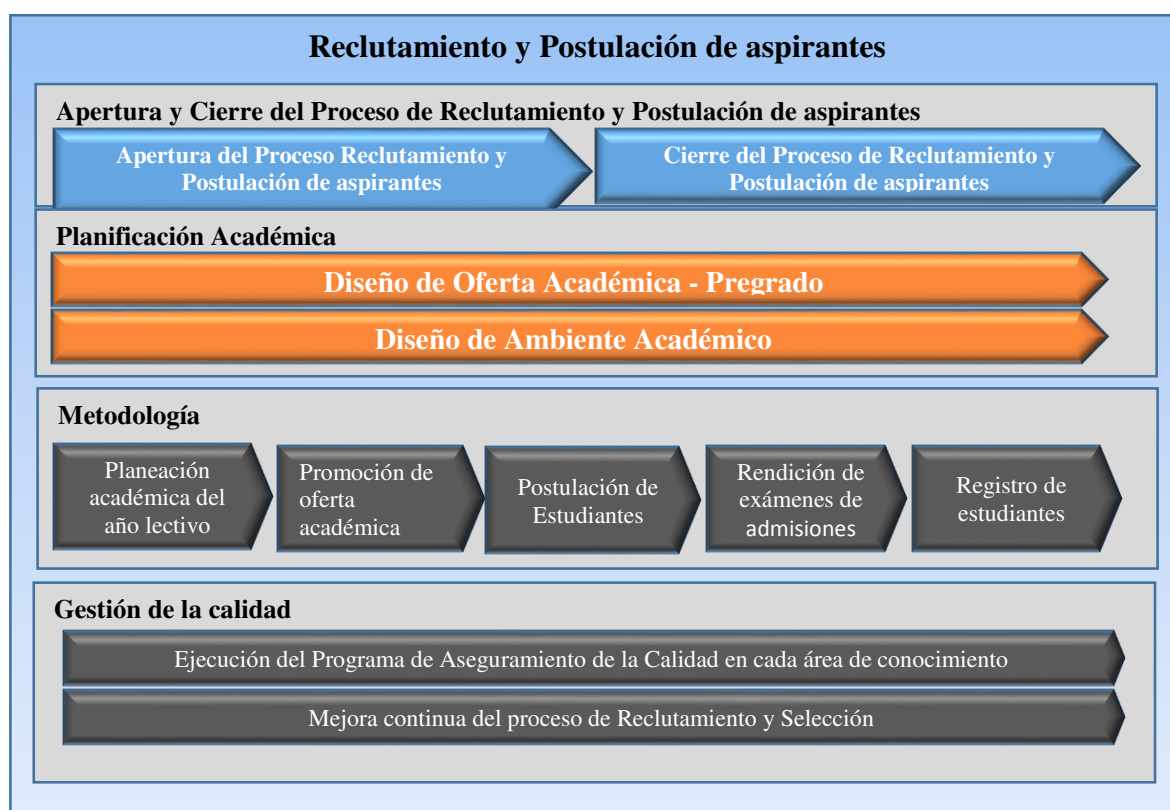 Reclutamiento y Postulación de aspirantes
Apertura y Cierre del Proceso de Reclutamiento y Postulación de aspirantes
Apertura del Proceso Reclutamiento y
Postulación de aspirantes
Cierre del Proceso de Reclutamiento y
Postulación de aspirantes
Planificación Académica
Diseño de Oferta Académica - Pregrado
Diseño de Ambiente Académico
Metodología
Planeación
académica del
año lectivo
Promoción de
oferta
académica
Postulación de
Estudiantes
Rendición de
exámenes de
admisiones
Registro de
estudiantes
Gestión de la calidad
Ejecución del Programa de Aseguramiento de la Calidad en cada área de conocimiento
Mejora continua del proceso de Reclutamiento y Selección